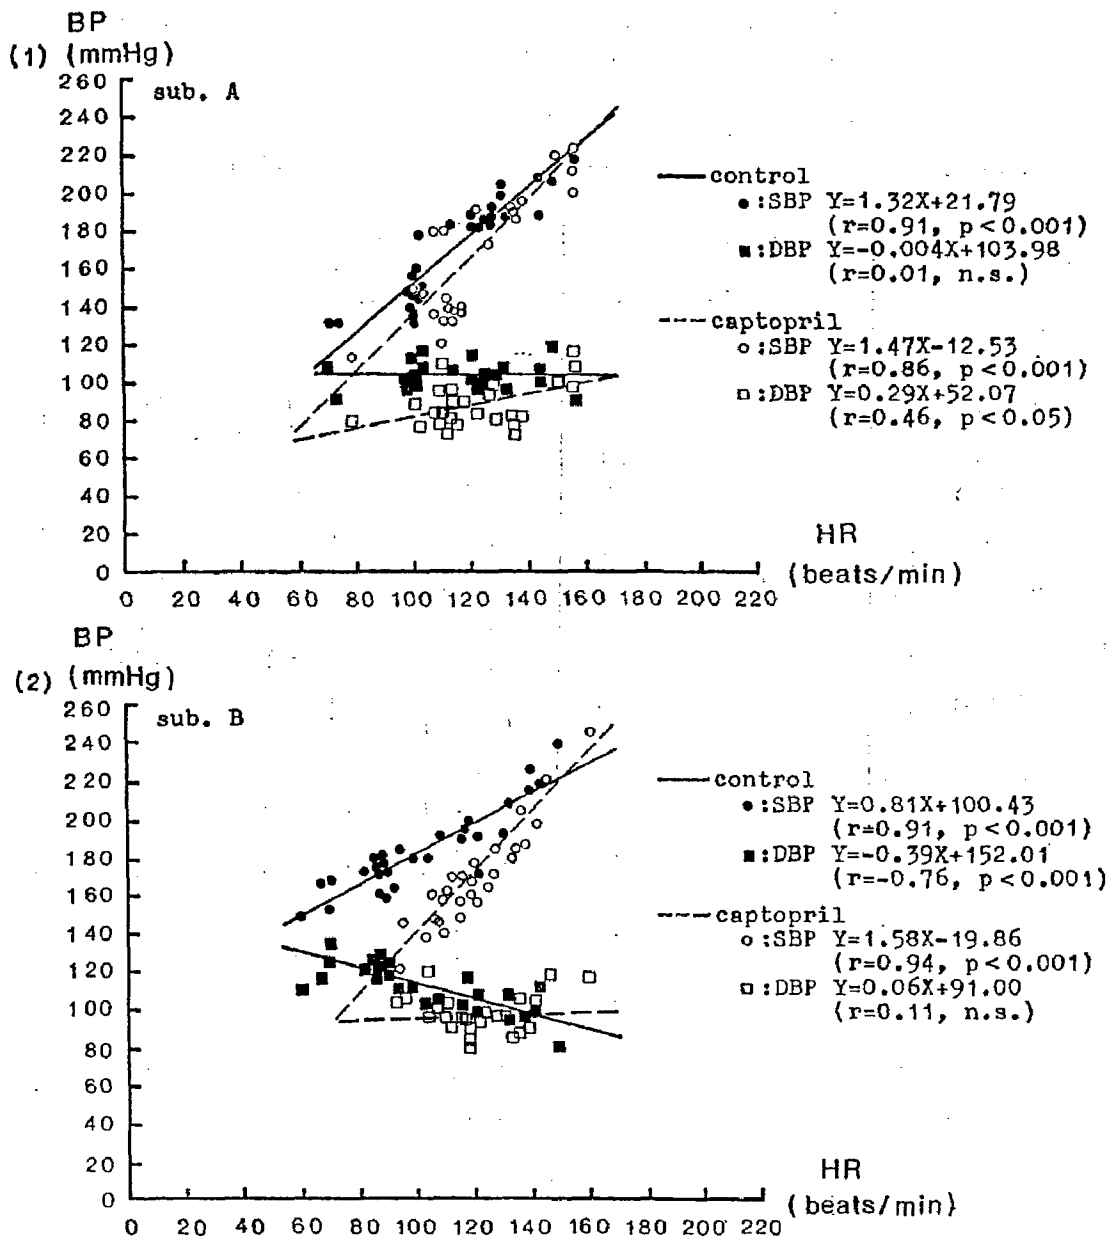 BP
(1) (mmHg)
260
240
220
200
180
160
140
120
100
80
60
40
20
0
sub. A
control
●:SBP Y=1.32X+21.79
(r=0.91, p<0.001)
■:DBP Y=-0.004X+103.98
(r=0.01, n.s.)
captopril
○:SBP Y=1.47X-12.53
(r=0.86, p<0.001)
□:DBP Y=0.29X+52.07
(r=0.46, p<0.05)
HR
(beats/min)
0 20 40 60 80 100 120 140 160 180 200 220
BP
(2) (mmHg)
260
240
220
200
180
160
140
120
100
80
60
40
20
0
sub. B
control
●:SBP Y=0.81X+100.43
(r=0.91, p<0.001)
■:DBP Y=-0.39X+152.01
(r=-0.76, p<0.001)
captopril
○:SBP Y=1.58X-19.86
(r=0.94, p<0.001)
□:DBP Y=0.06X+91.00
(r=0.11, n.s.)
HR
(beats/min)
0 20 40 60 80 100 120 140 160 180 200 220